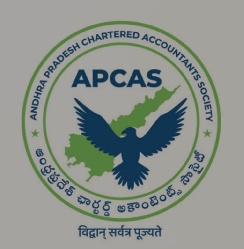 ANDHRA PRADESH CHARTERED ACCOUNTANTS SOCIETY
APCAS
ఆంధ్రప్రదేశ్ చార్టర్డ్ అకౌంటెంట్స్ సొసైటీ
विद्वान् सर्वत्र पूज्यते